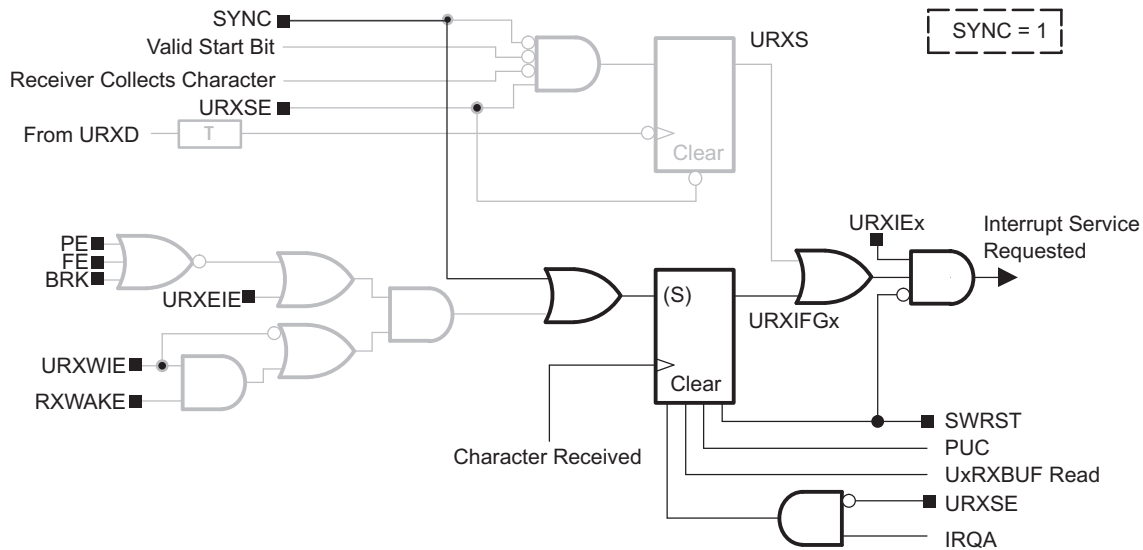 SYNC
SYNC = 1
Valid Start Bit
URXS
Receiver Collects Character
URXSE
From URXD
T
Clear
PE
FE
BRK
URXEIE
URXIEx
Interrupt Service
Requested
(S)
URXIFGx
URXWIE
Clear
RXWAKE
SWRST
Character Received
PUC
UxRXBUF Read
URXSE
IRQA